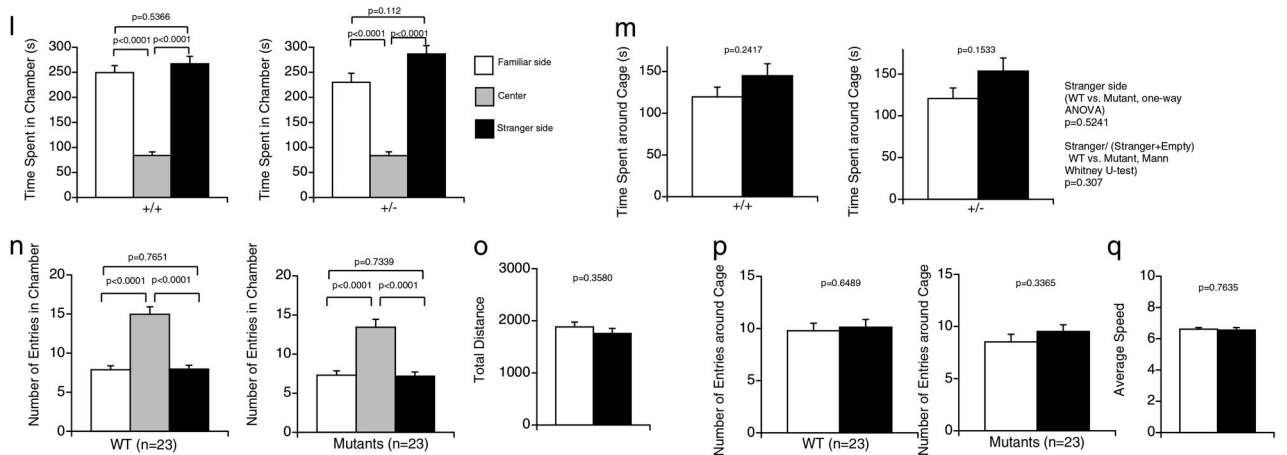 l
Time Spent in Chamber (s)
300
250
200
150
100
50
0
p=0.5366
p<0.0001 p<0.0001
+/+
Time Spent in Chamber (s)
300
250
200
150
100
50
0
p=0.112
p<0.0001 p<0.0001
+/-
Familiar side
Center
Stranger side
m
Time Spent around Cage (s)
150
100
50
0
p=0.2417
+/+
Time Spent around Cage (s)
150
100
50
0
p=0.1533
+/-
Stranger side
(WT vs. Mutant, one-way
ANOVA)
p=0.5241
Stranger/ (Stranger+Empty)
WT vs. Mutant, Mann
Whitney U-test)
p=0.307
n
Number of Entries in Chamber
20
15
10
5
0
p=0.7651
p<0.0001 p<0.0001
WT (n=23)
Number of Entries in Chamber
20
15
10
5
0
p=0.7339
p<0.0001 p<0.0001
Mutants (n=23)
o
Total Distance
3000
2000
1000
0
p=0.3580
p
Number of Entries around Cage
15
10
5
0
p=0.6489
WT (n=23)
Number of Entries around Cage
15
10
5
0
p=0.3365
Mutants (n=23)
q
Average Speed
10
8
6
4
2
0
p=0.7635